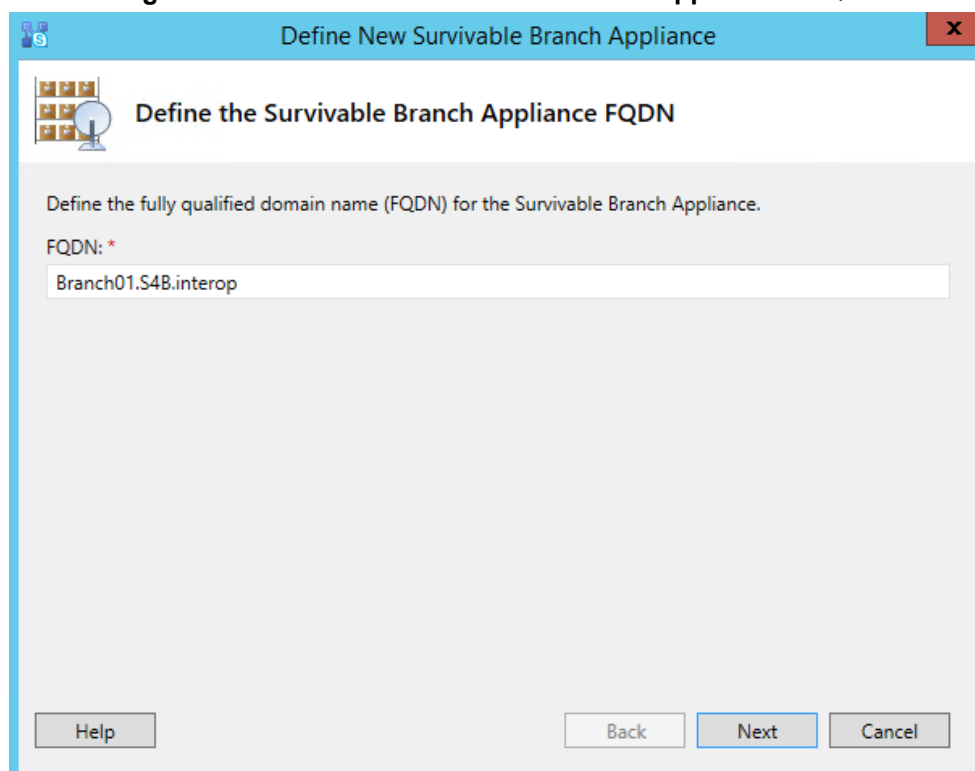 Define New Survivable Branch Appliance
x
Define the Survivable Branch Appliance FQDN
Define the fully qualified domain name (FQDN) for the Survivable Branch Appliance.
FQDN: *
Branch01.S4B.interop
Help Back Next Cancel